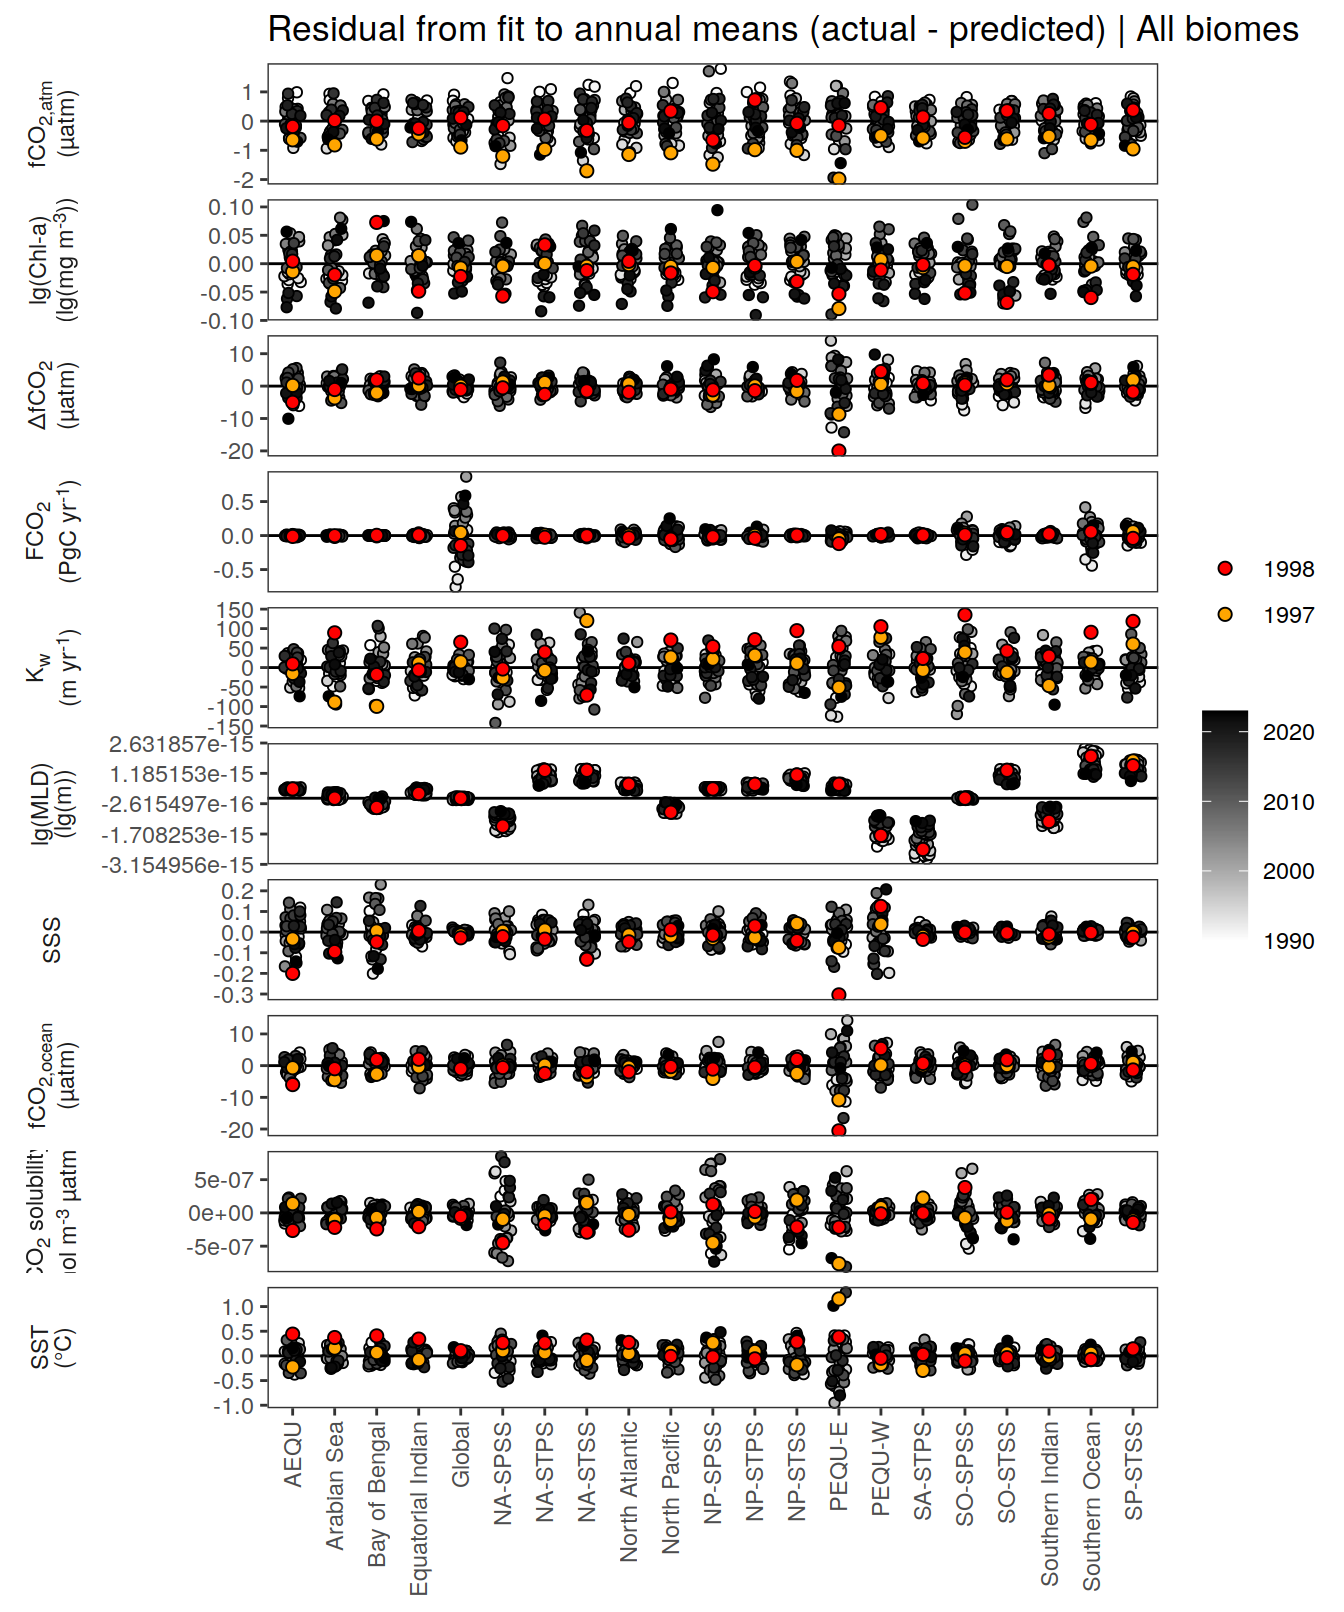 Residual from fit to annual means (actual - predicted) | All biomes
fCO2,atm
(µatm)
1
0
-1
-2
lg(Chl-a)
(lg(mg m-3))
0.10
0.05
0.00
-0.05
-0.10
ΔfCO2
(µatm)
10
0
-10
-20
FCO2
(PgC yr-1)
0.5
0.0
-0.5
Kw
(m yr-1)
150
100
50
0
-50
-100
-150
lg(MLD)
(lg(m))
2.631857e-15
1.185153e-15
-2.615497e-16
-1.708253e-15
-3.154956e-15
SSS
0.2
0.1
0.0
-0.1
-0.2
-0.3
fCO2,ocean
(µatm)
10
0
-10
-20
CO2 solubility
ol m-3 µatm
5e-07
0e+00
-5e-07
SST
(°C)
1.0
0.5
0.0
-0.5
-1.0
AEQU
Arabian Sea
Bay of Bengal
Equatorial Indian
Global
NA-SPSS
NA-STPS
NA-STSS
North Atlantic
North Pacific
NP-SPSS
NP-STPS
NP-STSS
PEQU-E
PEQU-W
SA-STPS
SO-SPSS
SO-STSS
Southern Indian
Southern Ocean
SP-STSS
1998
1997
2020
2010
2000
1990